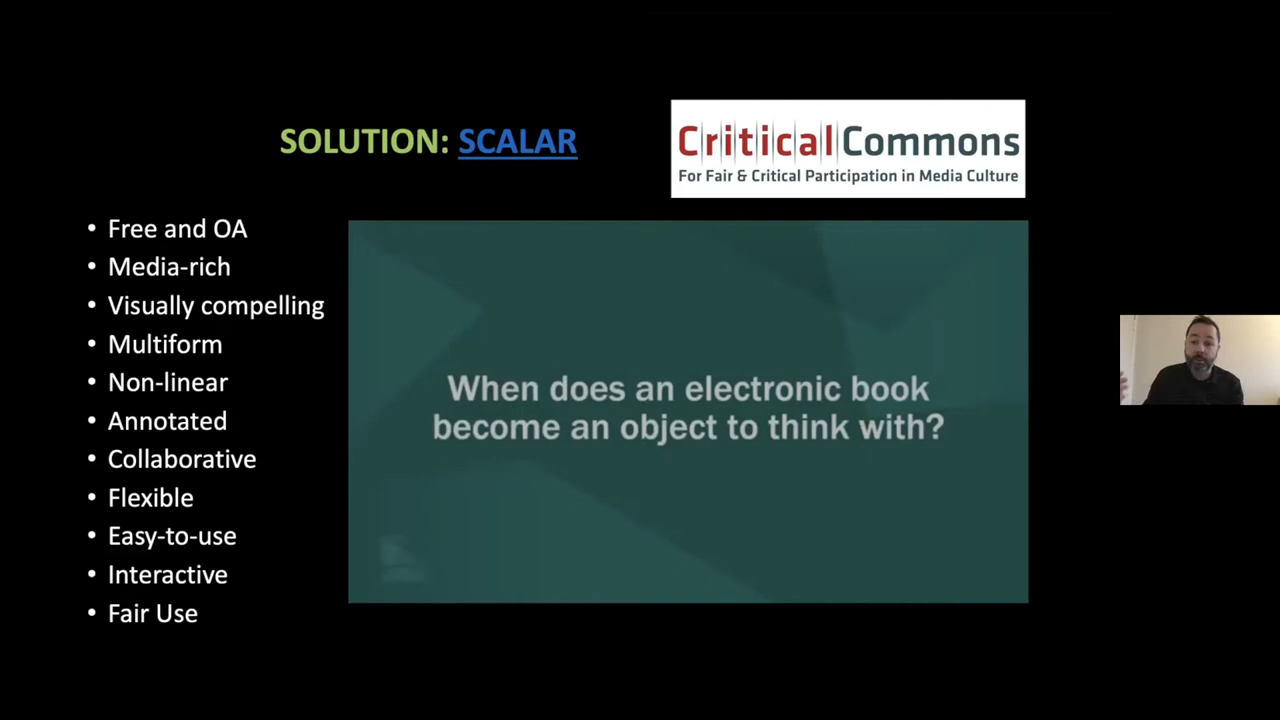 SOLUTION: SCALAR
CriticalCommons
For Fair & Critical Participation in Media Culture
• Free and OA
• Media-rich
• Visually compelling
• Multiform
• Non-linear
• Annotated
• Collaborative
• Flexible
• Easy-to-use
• Interactive
• Fair Use
When does an electronic book
become an object to think with?